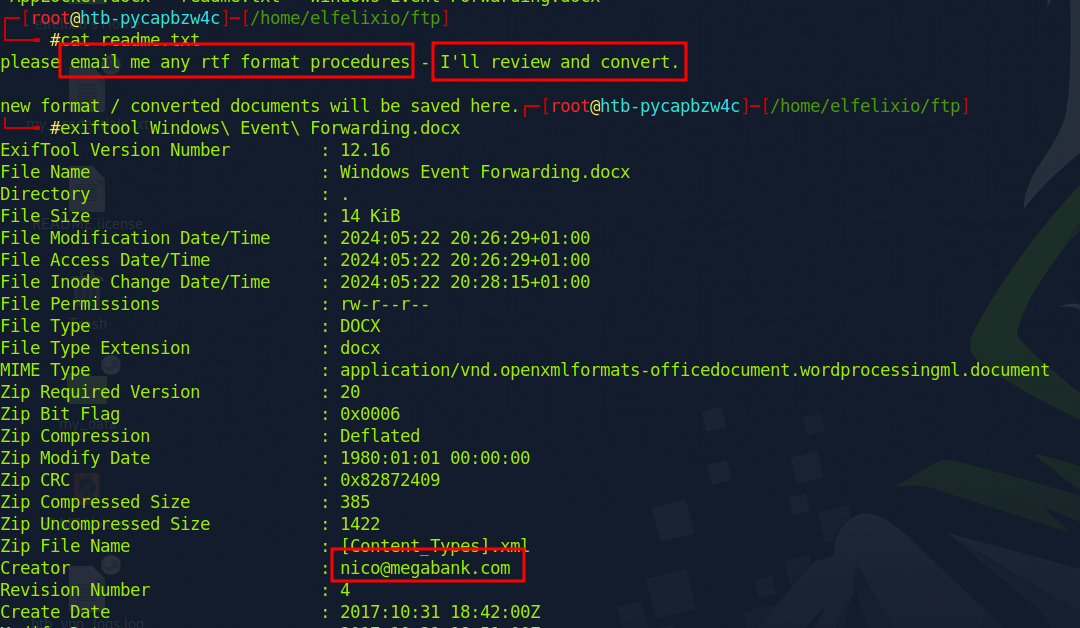 ┌─[root@htb-pycapbzw4c]─[/home/elfelixio/ftp]
└──╼ #cat readme.txt
please email me any rtf format procedures - I'll review and convert.
new format / converted documents will be saved here.┌─[root@htb-pycapbzw4c]─[/home/elfelixio/ftp]
└──╼ #exiftool Windows\ Event\ Forwarding.docx
ExifTool Version Number : 12.16
File Name : Windows Event Forwarding.docx
Directory : .
File Size : 14 KiB
File Modification Date/Time : 2024:05:22 20:26:29+01:00
File Access Date/Time : 2024:05:22 20:26:29+01:00
File Inode Change Date/Time : 2024:05:22 20:28:15+01:00
File Permissions : rw-r--r--
File Type : DOCX
File Type Extension : docx
MIME Type : application/vnd.openxmlformats-officedocument.wordprocessingml.document
Zip Required Version : 20
Zip Bit Flag : 0x0006
Zip Compression : Deflated
Zip Modify Date : 1980:01:01 00:00:00
Zip CRC : 0x82872409
Zip Compressed Size : 385
Zip Uncompressed Size : 1422
Zip File Name : [Content_Types].xml
Creator : nico@megabank.com
Revision Number : 4
Create Date : 2017:10:31 18:42:00Z